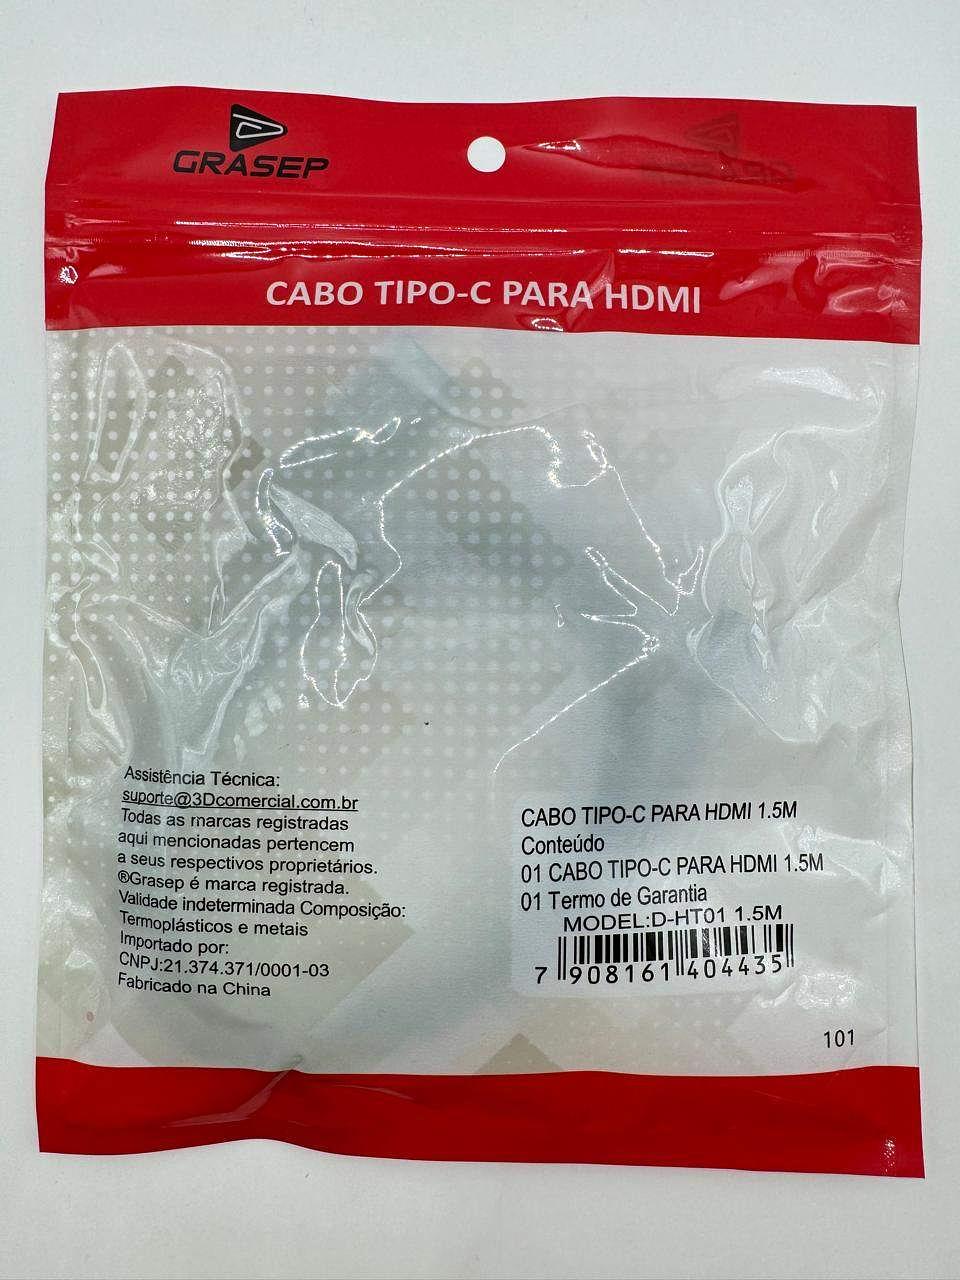 GRASEP
CABO TIPO-C PARA HDMI
Assistência Técnica:
suporte@3Dcomercial.com.br
Todas as marcas registradas
aqui mencionadas pertencem
a seus respectivos proprietários.
®Grasep é marca registrada.
Validade indeterminada Composição:
Termoplásticos e metais
Importado por:
CNPJ:21.374.371/0001-03
Fabricado na China
CABO TIPO-C PARA HDMI 1.5M
Conteúdo
01 CABO TIPO-C PARA HDMI 1.5M
01 Termo de Garantia
MODEL:D-HT01 1.5M
7 908161 404435
101